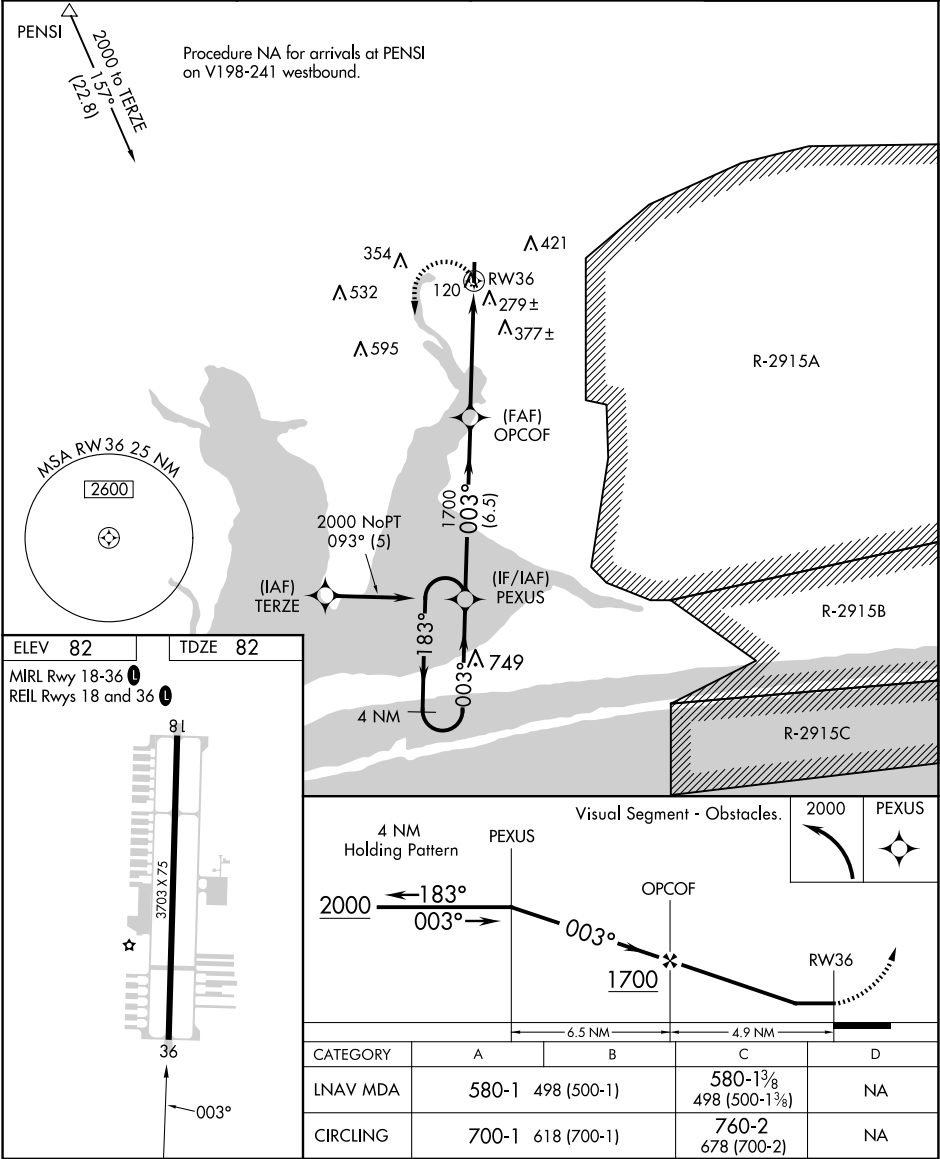 PENSI
2000 to TERZE
157°
(22.8)
Procedure NA for arrivals at PENSI
on V198-241 westbound.
421
354
120
RW36
532
279±
377±
595
R-2915A
(FAF)
OPCOF
MSA RW36 25 NM
2600
1700
003°
(6.5)
2000 NoPT
093° (5)
(IAF)
TERZE
(IF/IAF)
PEXUS
R-2915B
183°
003°
749
4 NM
R-2915C
ELEV 82
TDZE 82
MIRL Rwy 18-36 L
REIL Rwys 18 and 36 L
18
3703 X 75
36
003°
4 NM
Holding Pattern
PEXUS
Visual Segment - Obstacles.
2000
PEXUS
2000
183°
003°
003°
OPCOF
1700
RW36
6.5 NM
4.9 NM
CATEGORY A B C D
LNAV MDA 580-1 498 (500-1) 580-1⅜ 498 (500-1⅜) NA
CIRCLING 700-1 618 (700-1) 760-2 678 (700-2) NA